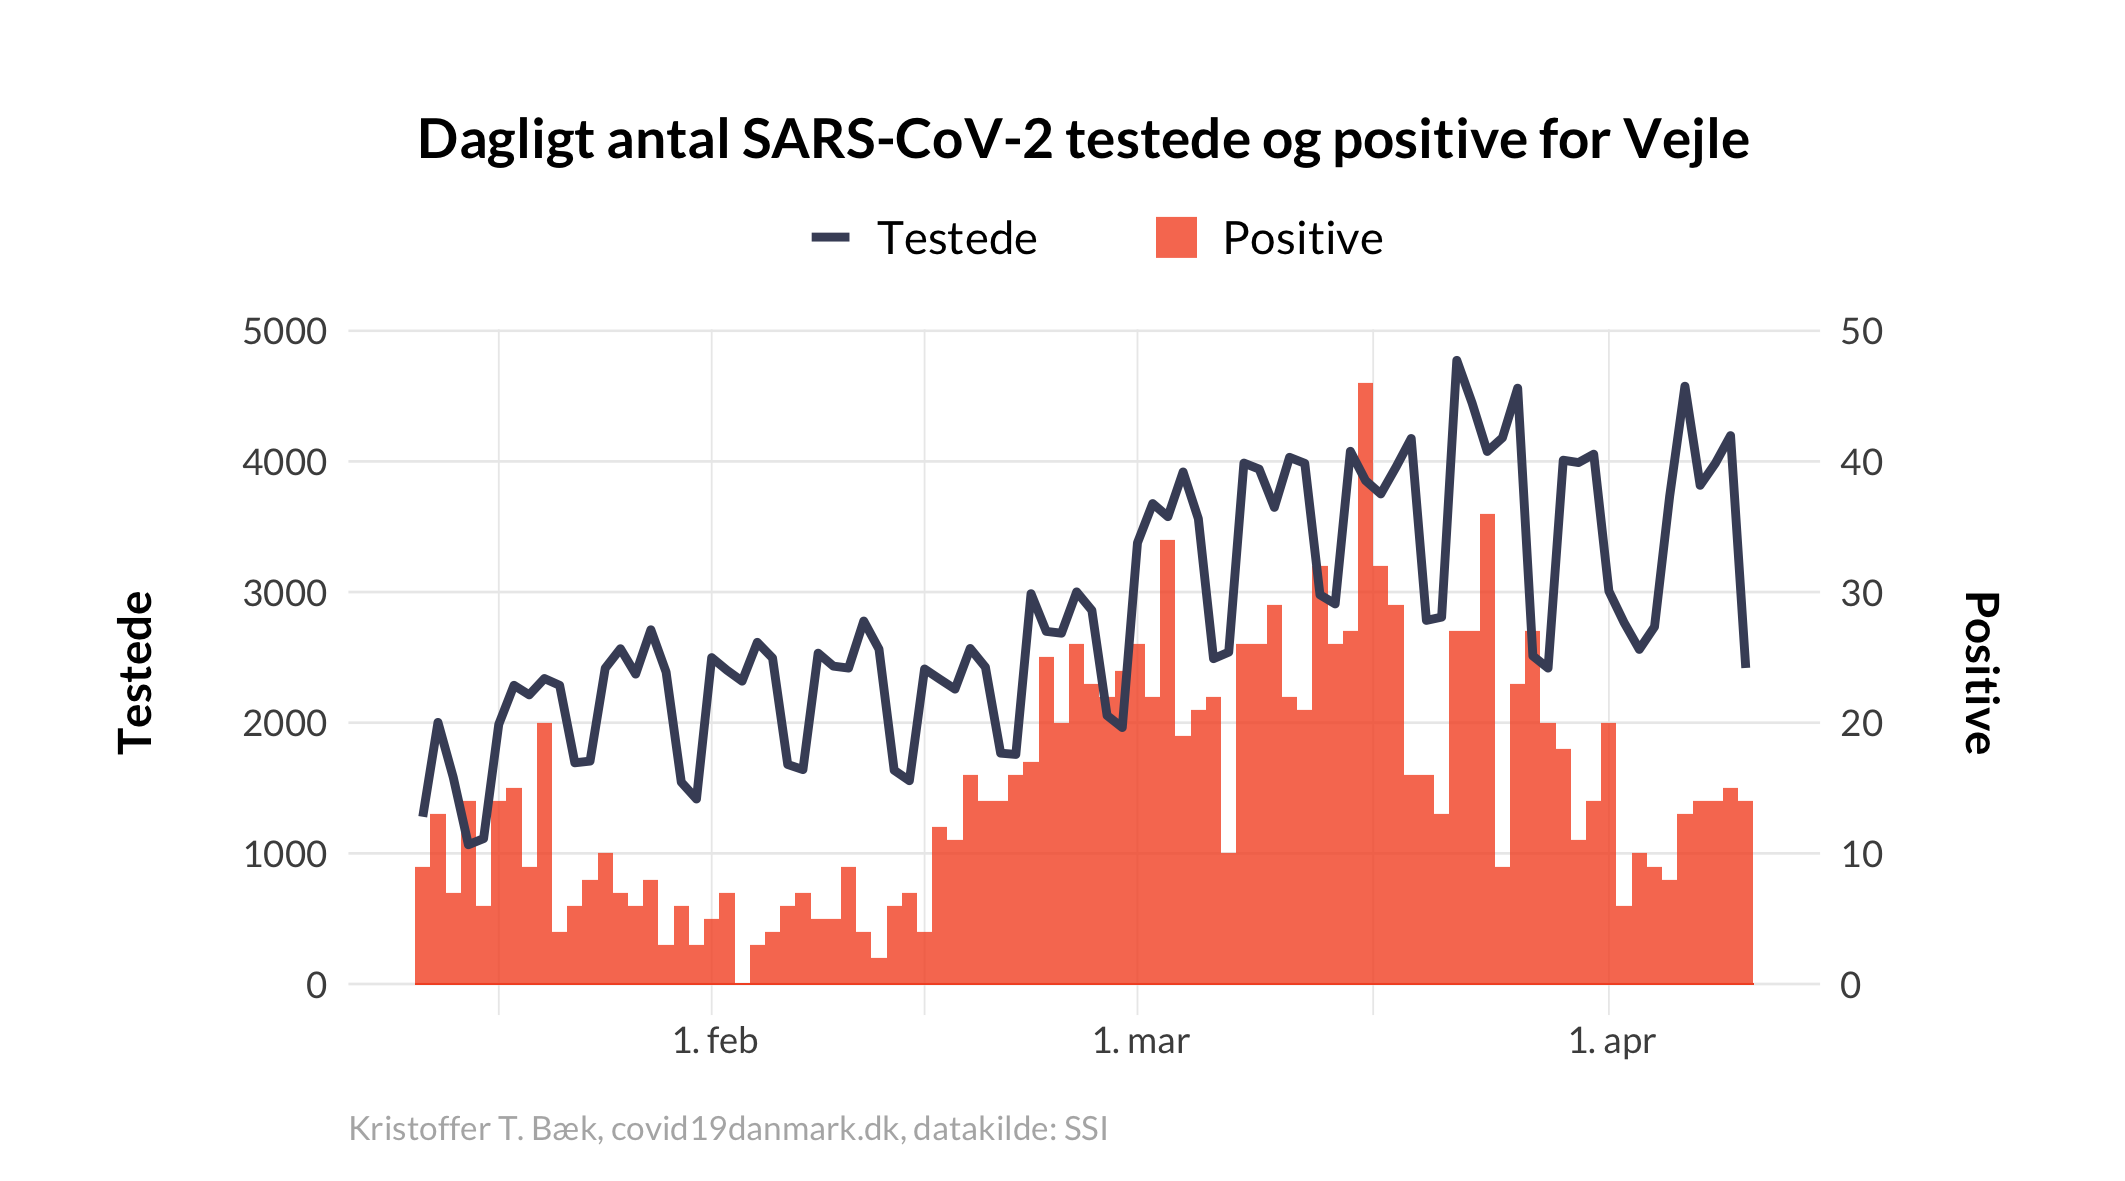 Dagligt antal SARS-CoV-2 testede og positive for Vejle
Testede Positive
5000 50
4000 40
3000 30
2000 20
1000 10
0 0
Testede
Positive
1. feb 1. mar 1. apr
Kristoffer T. Bæk, covid19danmark.dk, datakilde: SSI